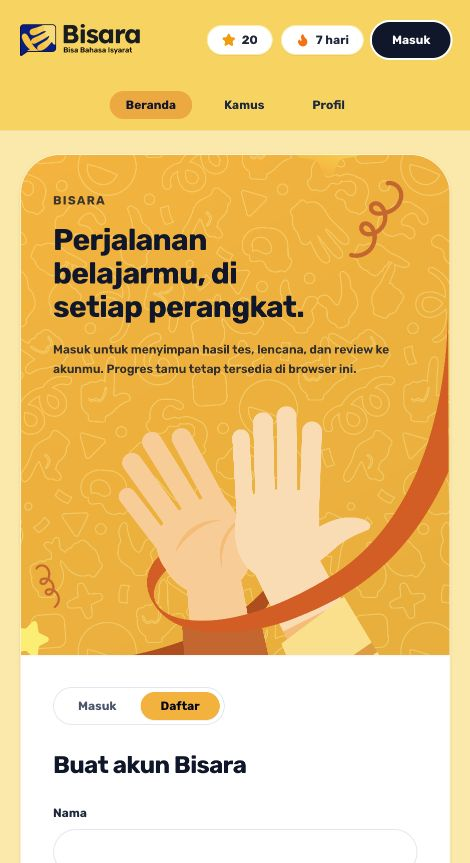 Bisara
Bisa Bahasa Isyarat
20
7 hari
Masuk
Beranda
Kamus
Profil
BISARA
Perjalanan
belajarmu, di
setiap perangkat.
Masuk untuk menyimpan hasil tes, lencana, dan review ke
akunmu. Progres tamu tetap tersedia di browser ini.
Masuk
Daftar
Buat akun Bisara
Nama